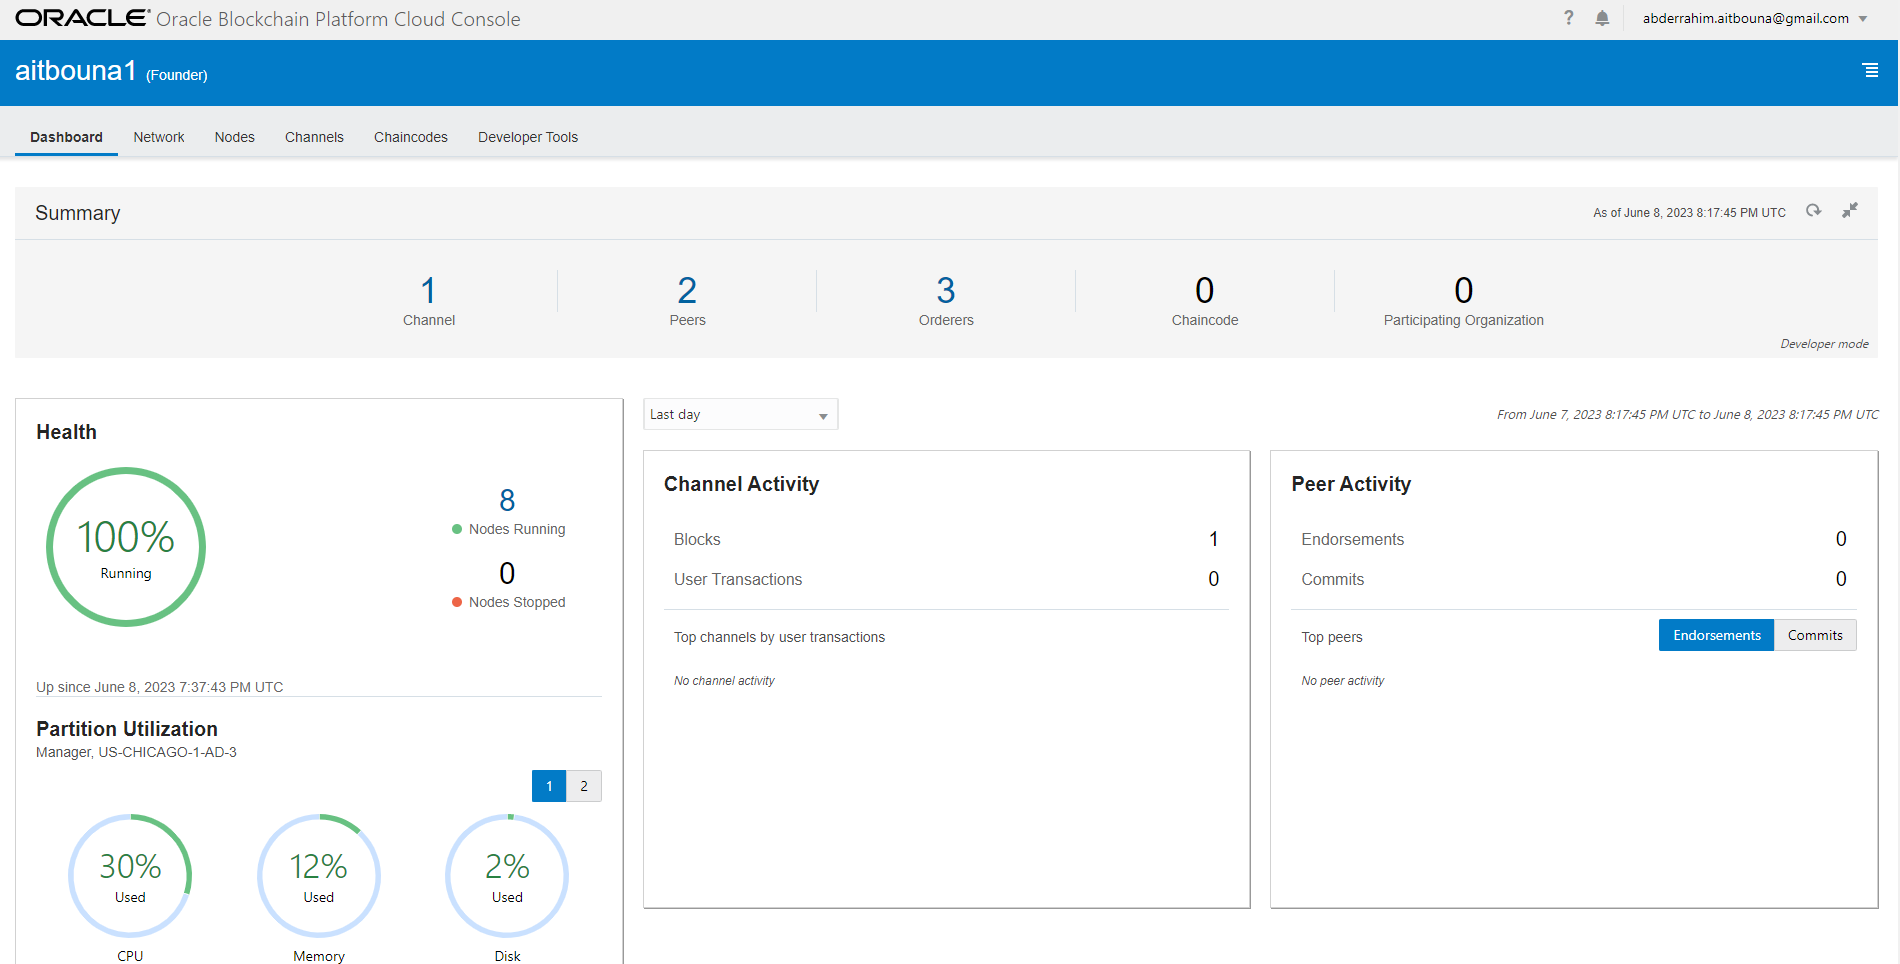 ORACLE® Oracle Blockchain Platform Cloud Console
? abderrahim.aitbouna@gmail.com
aitbouna1 (Founder)
Dashboard Network Nodes Channels Chaincodes Developer Tools
Summary As of June 8, 2023 8:17:45 PM UTC
1 2 3 0 0
Channel Peers Orderers Chaincode Participating Organization
Developer mode
Last day From June 7, 2023 8:17:45 PM UTC to June 8, 2023 8:17:45 PM UTC
Health
100%
Running
8
Nodes Running
0
Nodes Stopped
Up since June 8, 2023 7:37:43 PM UTC
Partition Utilization
Manager, US-CHICAGO-1-AD-3
1 2
30% 12% 2%
Used Used Used
CPU Memory Disk
Channel Activity
Blocks 1
User Transactions 0
Top channels by user transactions
No channel activity
Peer Activity
Endorsements 0
Commits 0
Top peers Endorsements Commits
No peer activity